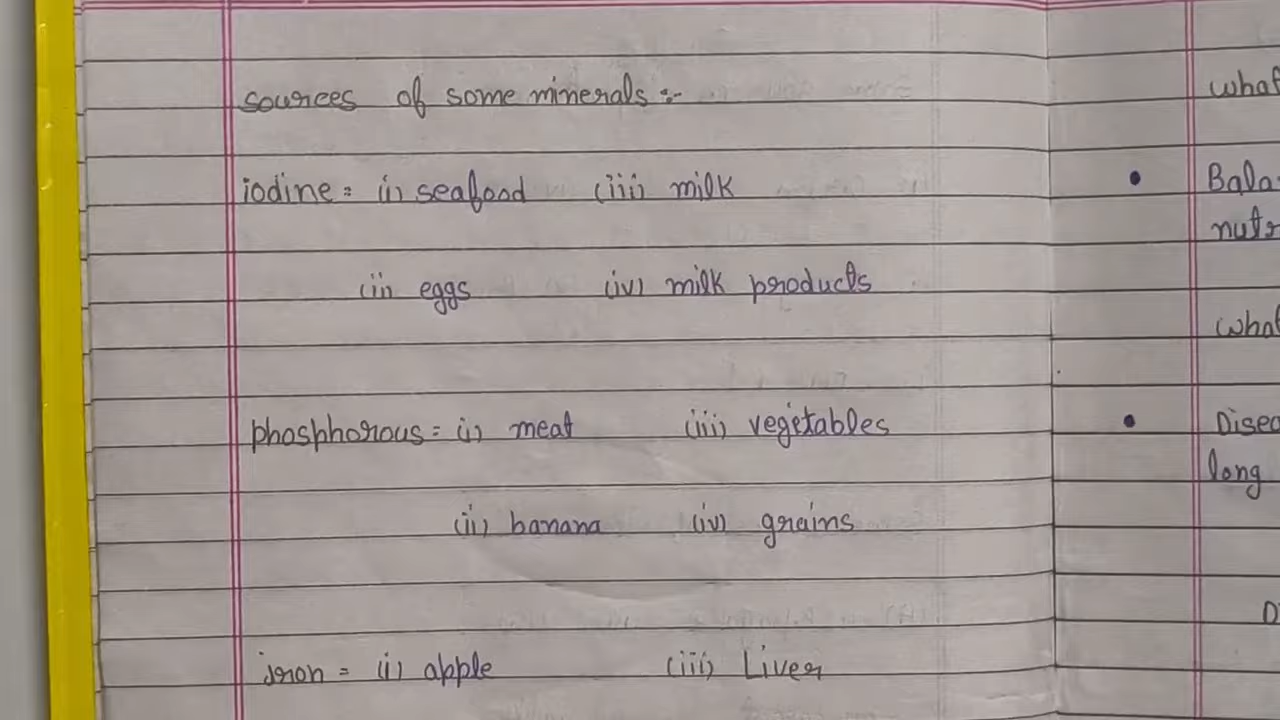 sources of some minerals :-
iodine = (i) seafood (iii) milk
(ii) eggs (iv) milk products
phosphorous = (i) meat (iii) vegetables
(ii) banana (iv) grains
iron = (i) apple (iii) Liver
long